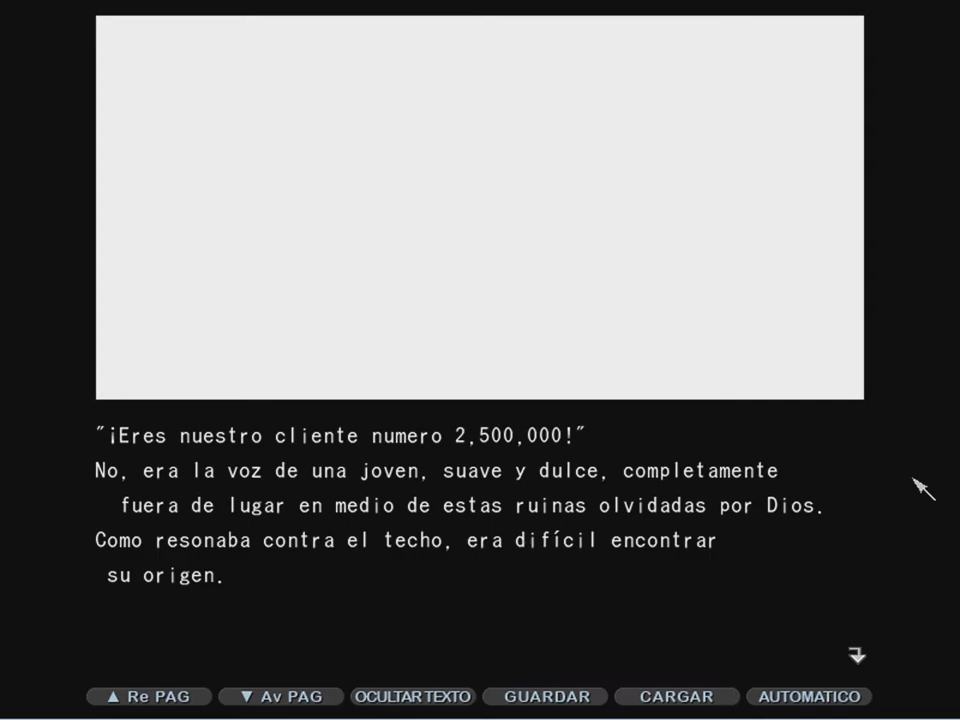 "¡Eres nuestro cliente numero 2,500,000!"
No, era la voz de una joven, suave y dulce, completamente
fuera de lugar en medio de estas ruinas olvidadas por Dios.
Como resonaba contra el techo, era difícil encontrar
su origen.
▲ Re PAG ▼ Av PAG OCULTAR TEXTO GUARDAR CARGAR AUTOMATICO